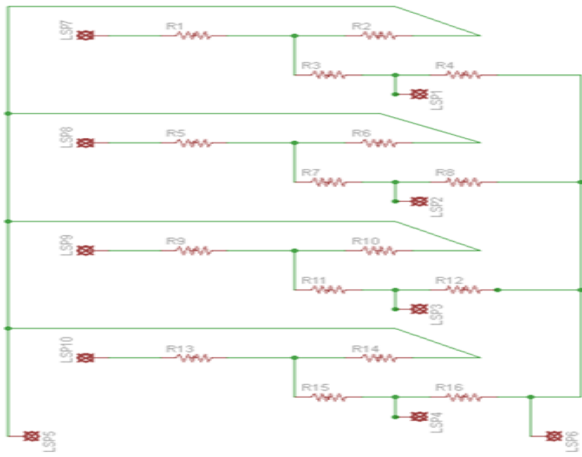 LSP7 R1 R2
R3 R4
LSP1
LSP8 R5 R6
R7 R8
LSP2
LSP9 R9 R10
R11 R12
LSP3
LSP10 R13 R14
R15 R16
LSP4
LSP5 LSP6